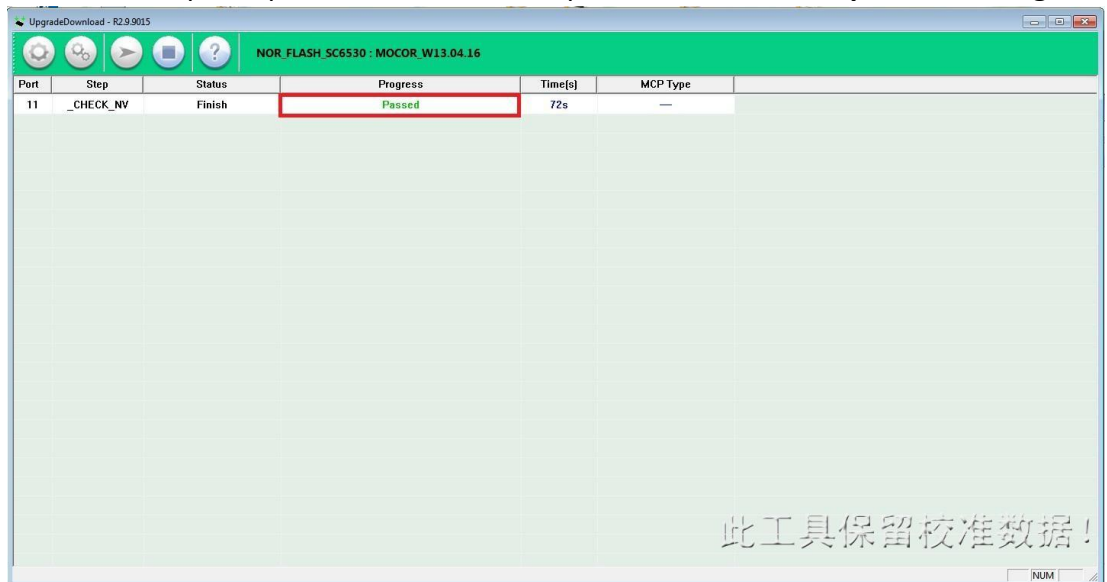 UpgradeDownload - R2.9.9015
NOR_FLASH_SC6530 : MOCOR_W13.04.16
Port Step Status Progress Time(s) MCP Type
11 _CHECK_NV Finish Passed 72s —
此工具保留校准数据!
NUM